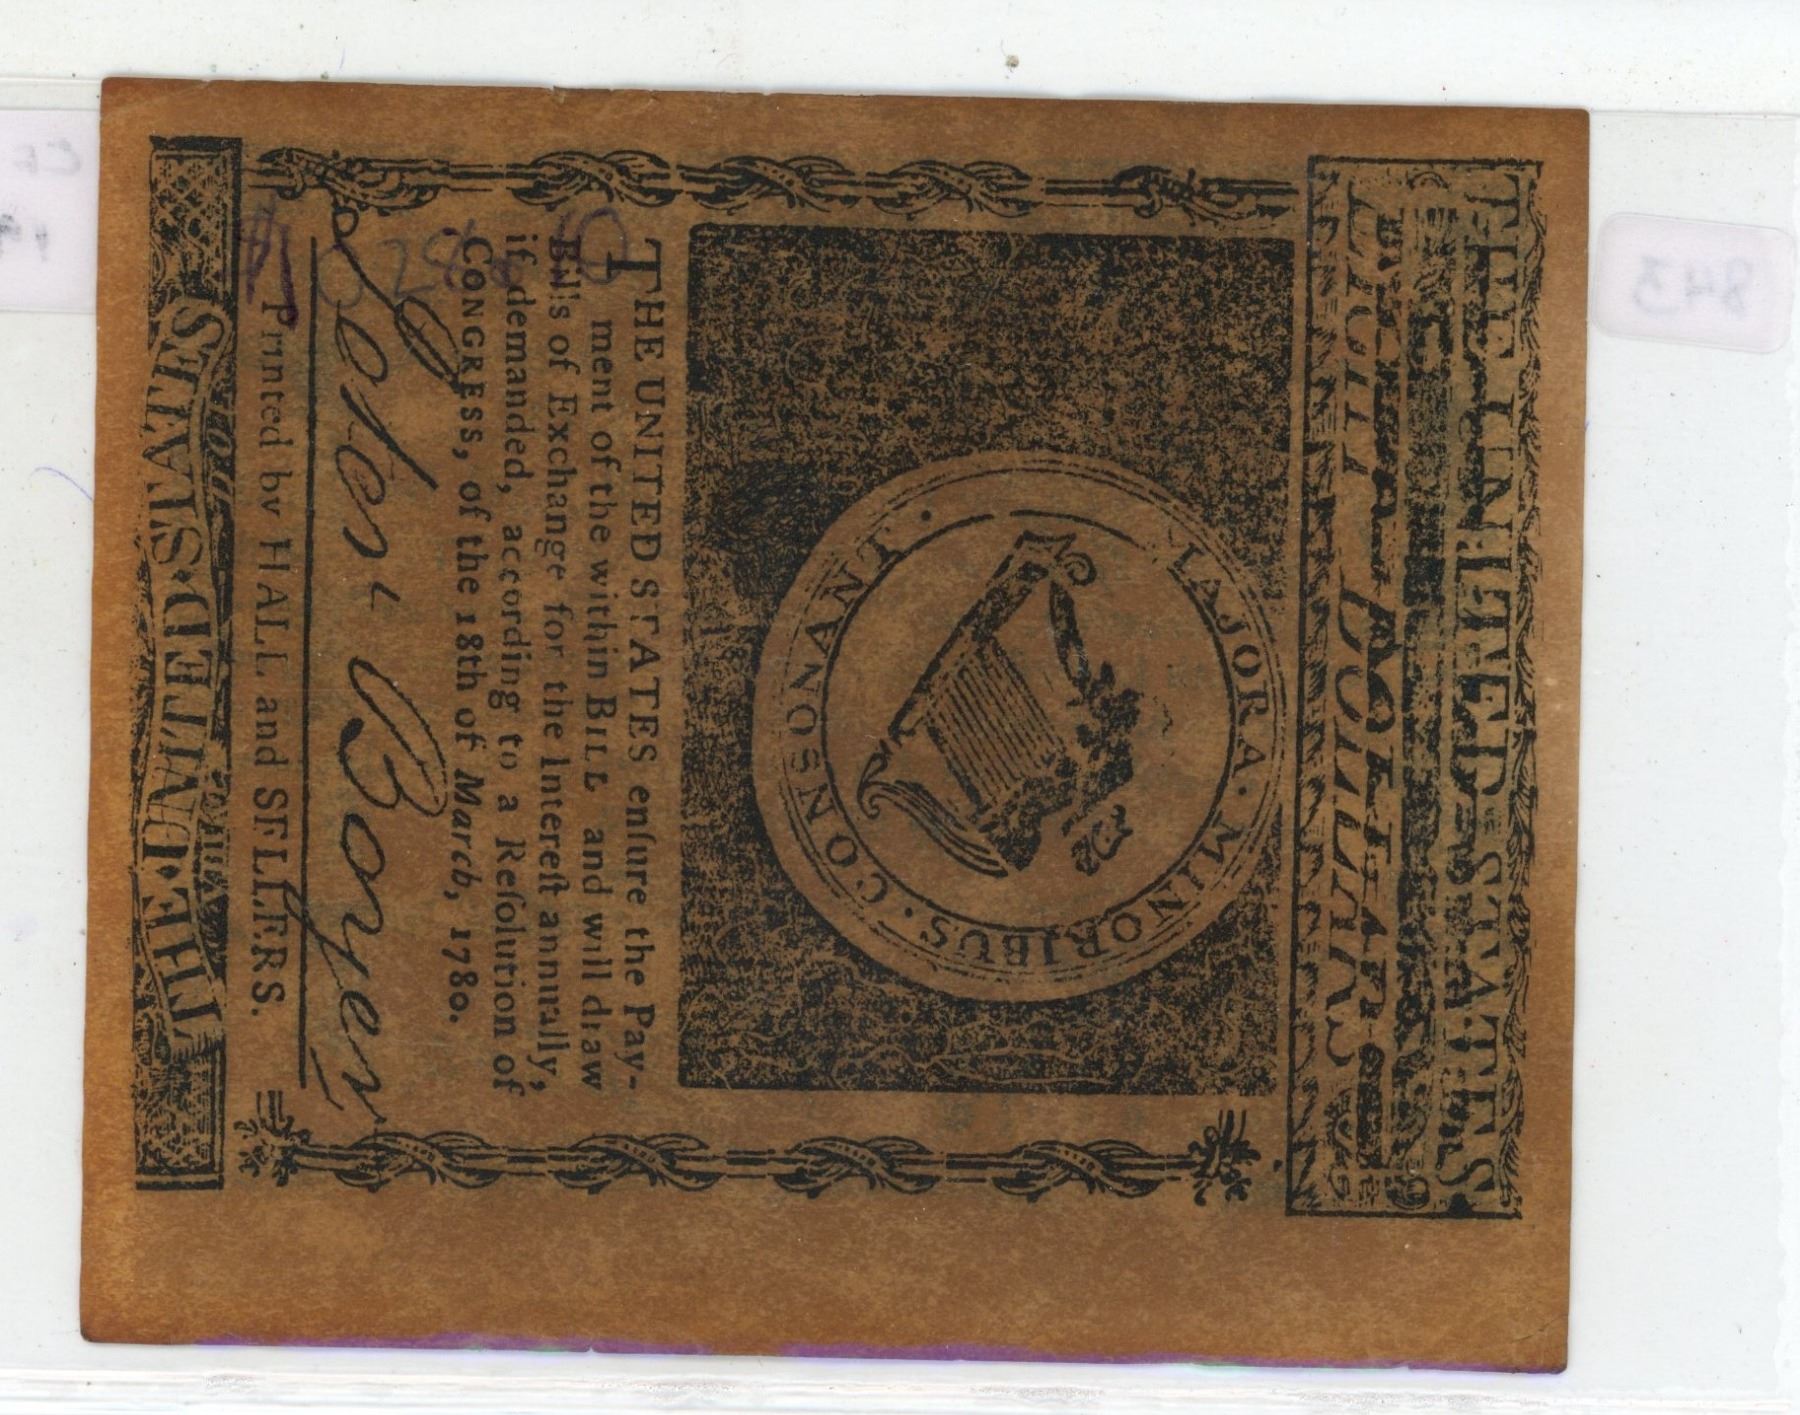 THE UNITED STATES
EIGHT DOLLARS.
MAJORA. MINORIBUS. CONSONANT.
THE UNITED STATES enſure the Pay-
ment of the within BILL and will draw
Bills of Exchange for the Intereſt annually,
if demanded, according to a Reſolution of
CONGRESS, of the 18th of March, 1780.
Printed by HALL and SELLERS.
THE·UNITED·STATES
843